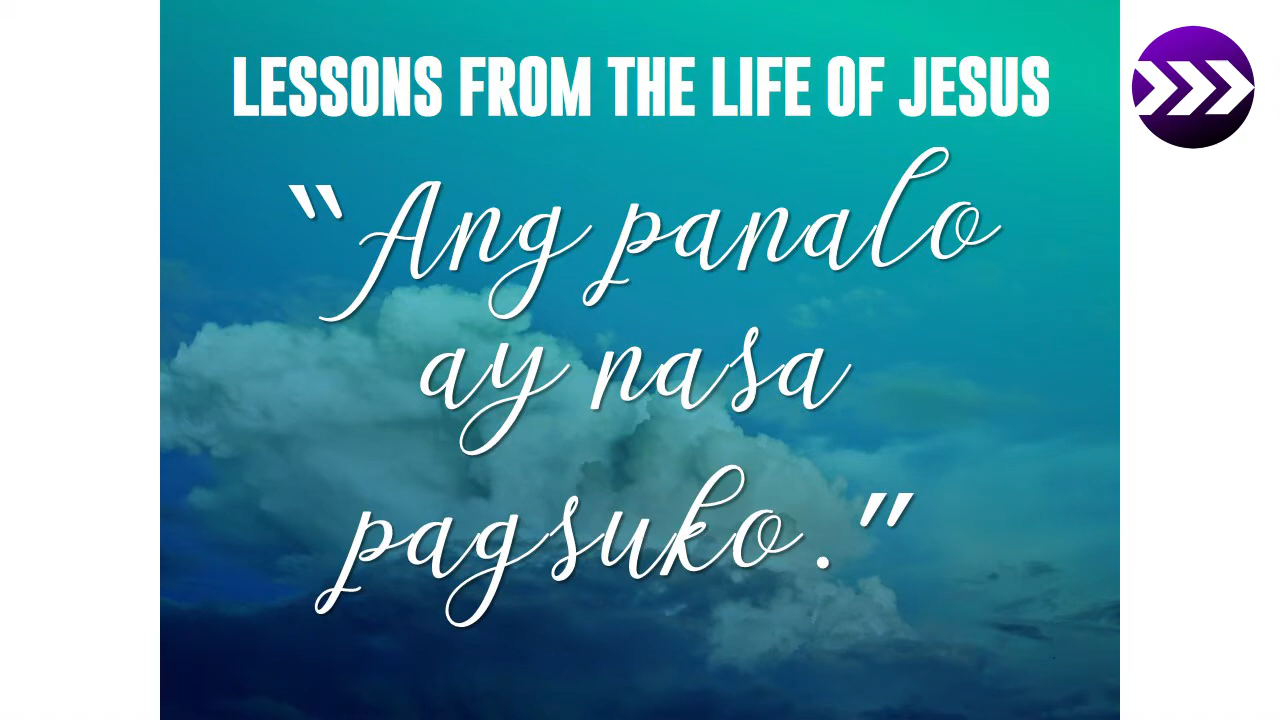 LESSONS FROM THE LIFE OF JESUS
“Ang panalo
ay nasa
pagsuko.”